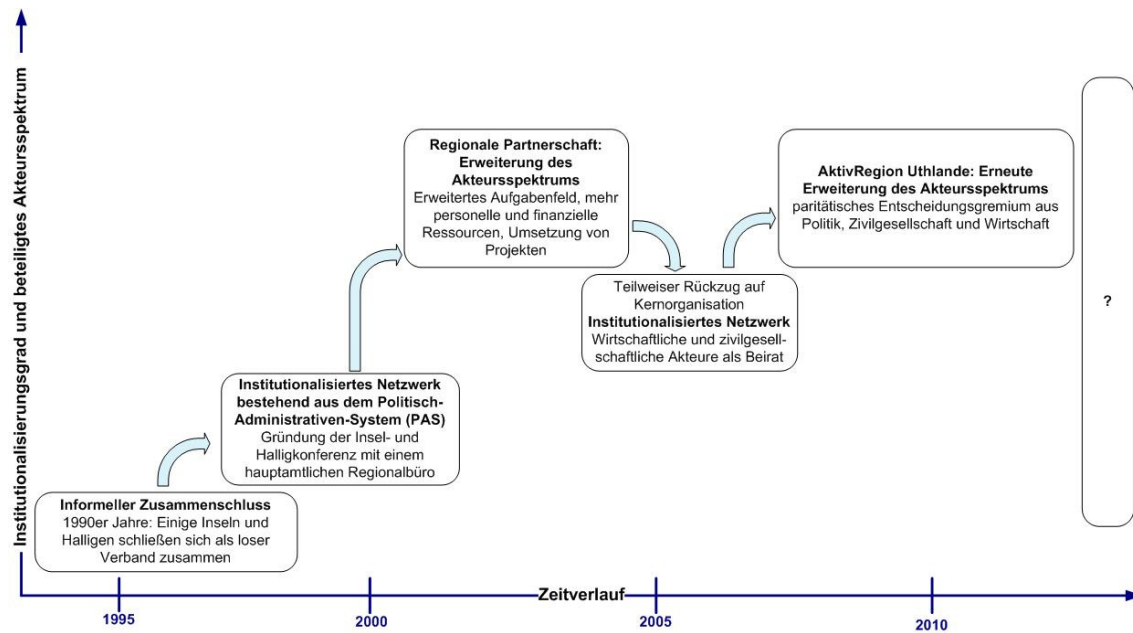 Institutionalisierungsgrad und beteiligtes Akteursspektrum
Informeller Zusammenschluss
1990er Jahre: Einige Inseln und
Halligen schließen sich als loser
Verband zusammen
Institutionalisiertes Netzwerk
bestehend aus dem Politisch-
Administrativen-System (PAS)
Gründung der Insel- und
Halligkonferenz mit einem
hauptamtlichen Regionalbüro
Regionale Partnerschaft:
Erweiterung des
Akteursspektrums
Erweitertes Aufgabenfeld, mehr
personelle und finanzielle
Ressourcen, Umsetzung von
Projekten
Teilweiser Rückzug auf
Kernorganisation
Institutionalisiertes Netzwerk
Wirtschaftliche und zivilgesell-
schaftliche Akteure als Beirat
AktivRegion Uthlande: Erneute
Erweiterung des Akteursspektrums
paritätisches Entscheidungsgremium aus
Politik, Zivilgesellschaft und Wirtschaft
?
Zeitverlauf
1995
2000
2005
2010